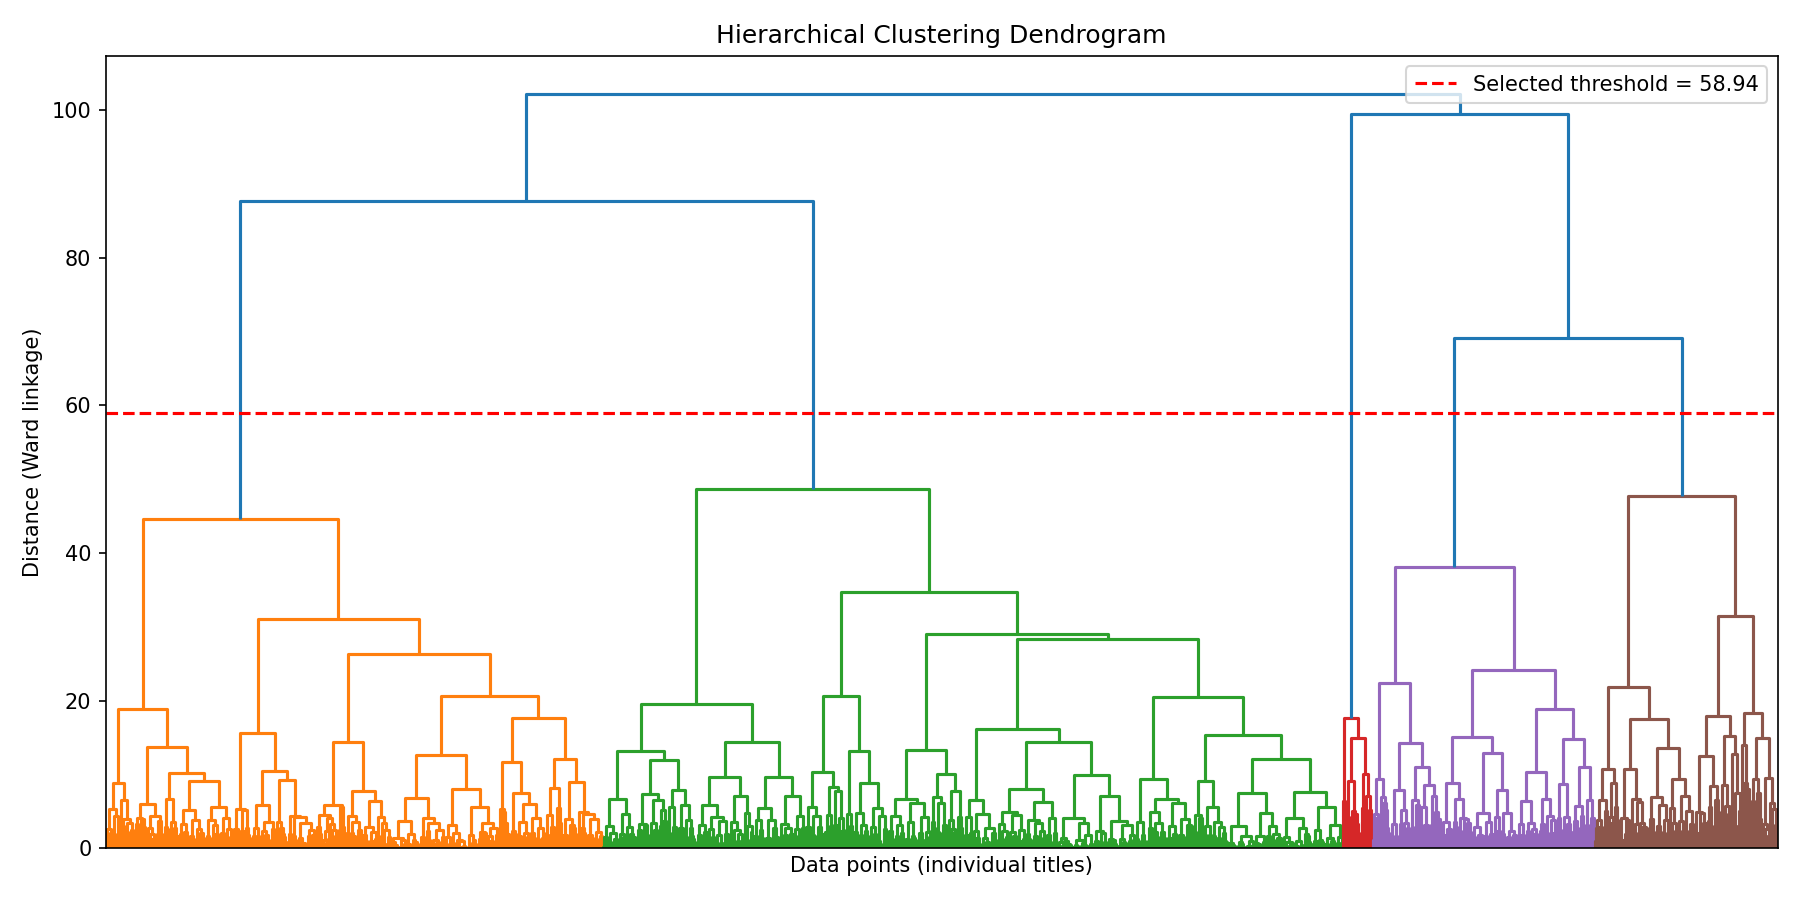 Hierarchical Clustering Dendrogram
Selected threshold = 58.94
100
80
60
40
20
0
Distance (Ward linkage)
Data points (individual titles)